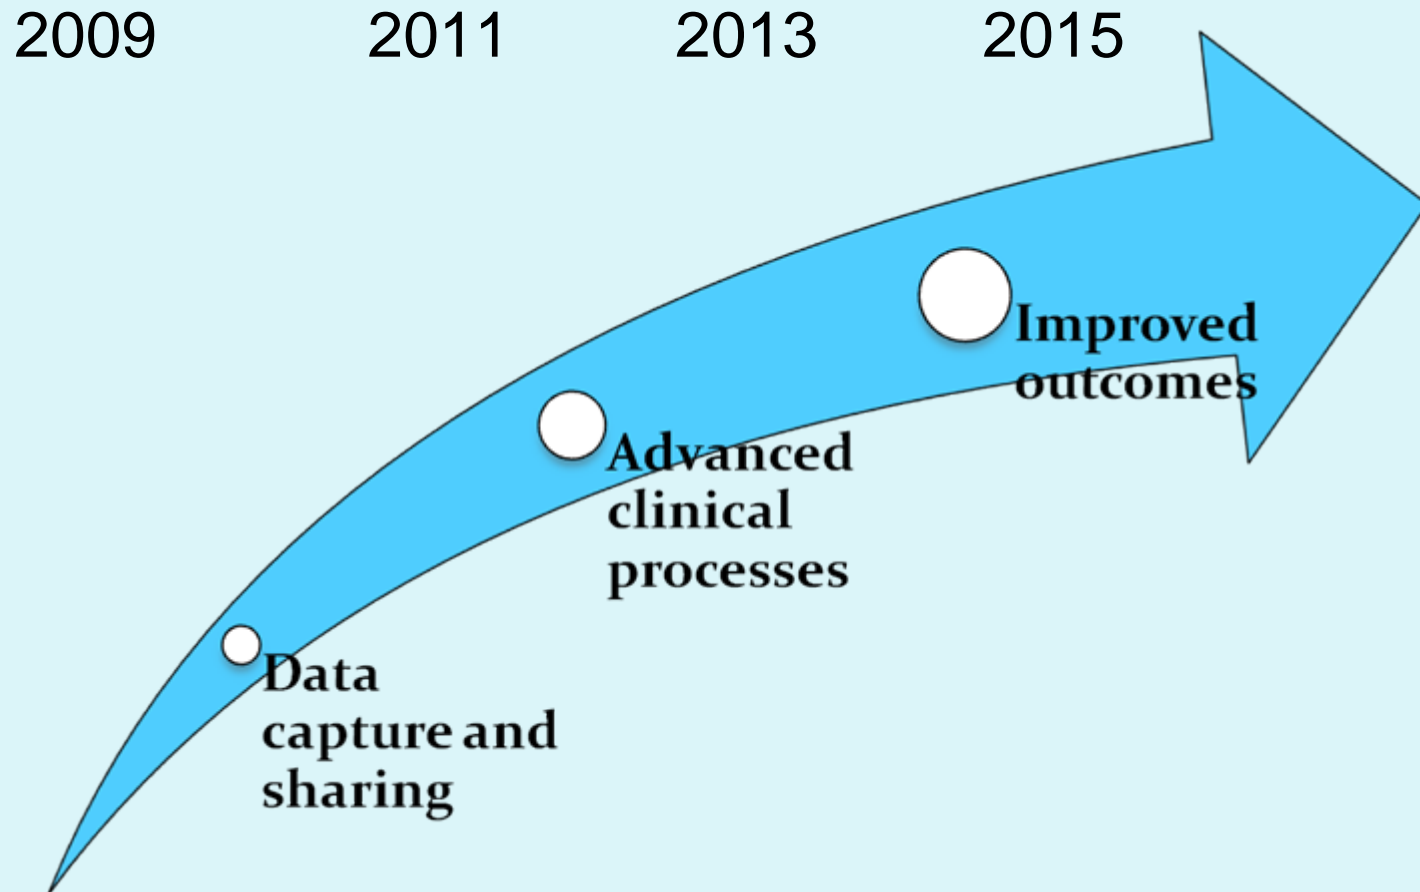 2009 2011 2013 2015
Improved
outcomes
Advanced
clinical
processes
Data
capture and
sharing